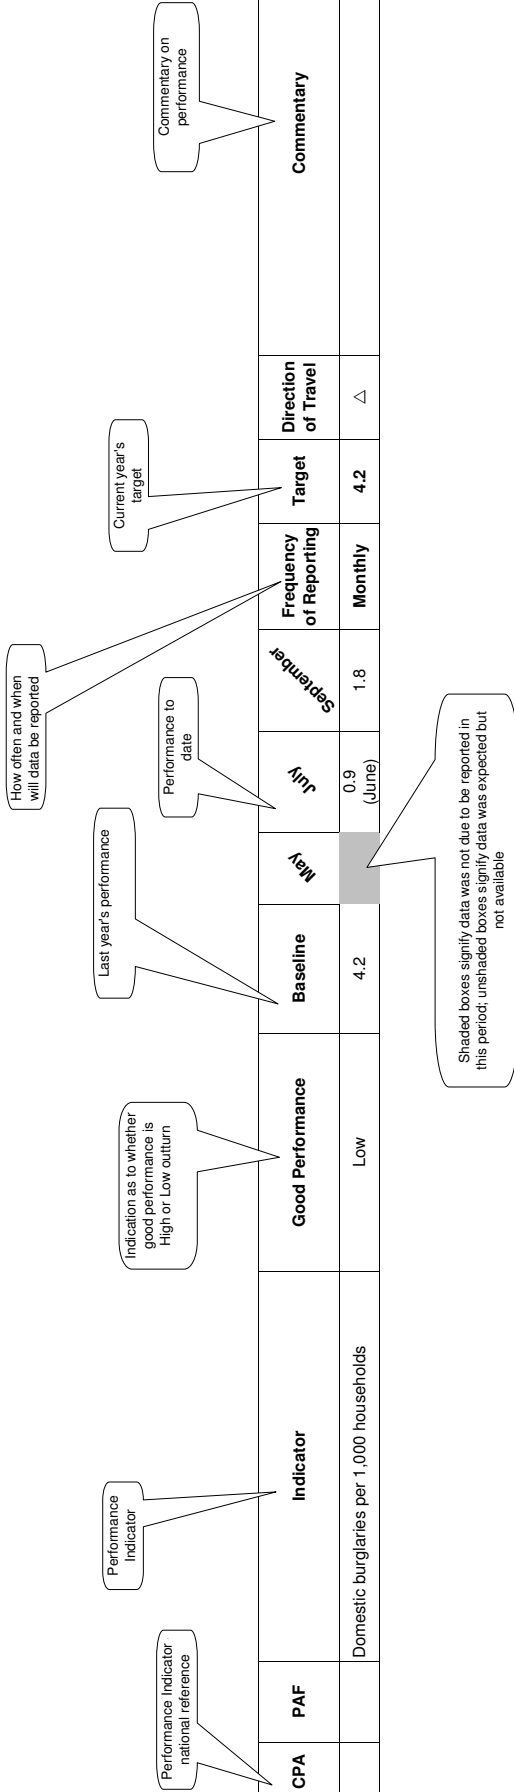 Performance Indicator
national reference
Performance
Indicator
Indication as to whether
good performance is
High or Low outturn
Last year's performance
Performance to
date
How often and when
will data be reported
Current year's
target
Commentary on
performance
CPA
PAF
Indicator
Good Performance
Baseline
May
July
September
Frequency
of Reporting
Target
Direction
of Travel
Commentary
Domestic burglaries per 1,000 households
Low
4.2
0.9
(June)
1.8
Monthly
4.2
△
Shaded boxes signify data was not due to be reported in
this period; unshaded boxes signify data was expected but
not available